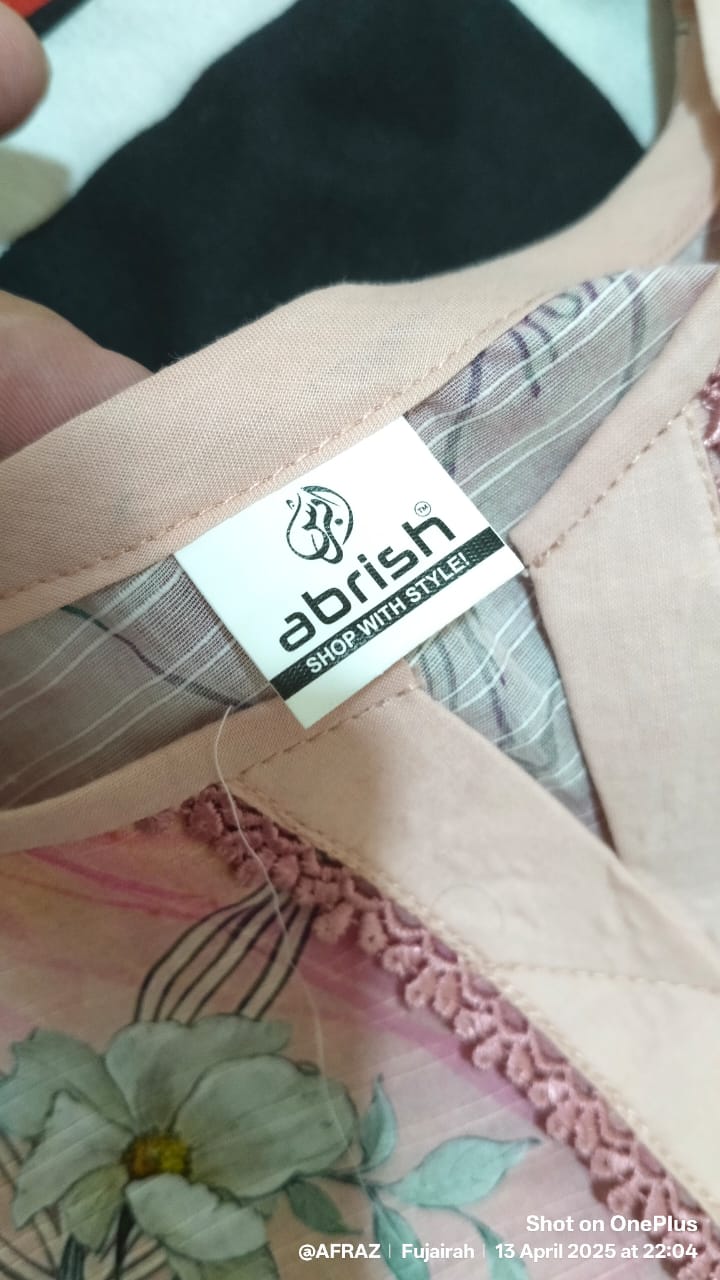 abrish™
SHOP WITH STYLE!
Shot on OnePlus
@AFRAZ | Fujairah | 13 April 2025 at 22:04